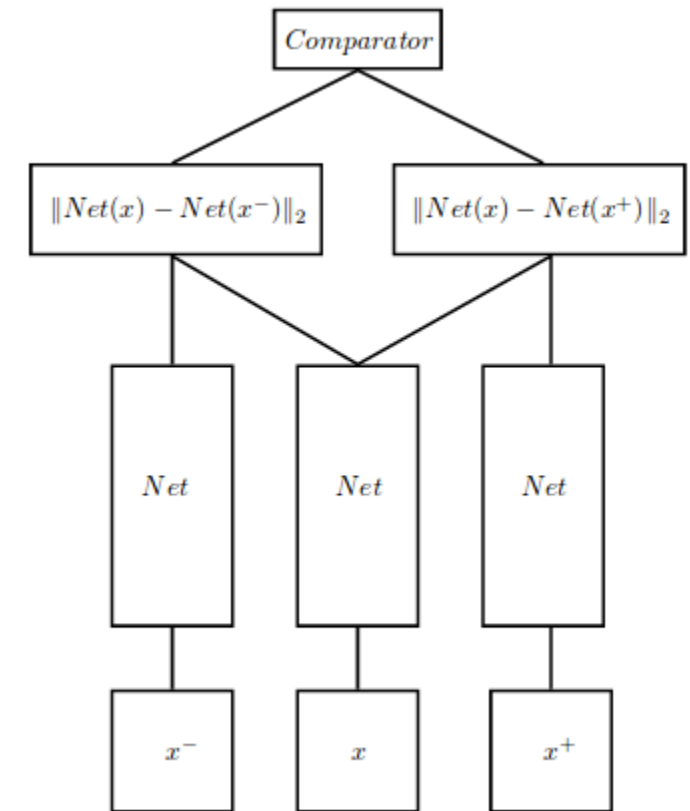 Comparator
‖Net(x) − Net(x⁻)‖₂
‖Net(x) − Net(x⁺)‖₂
Net
Net
Net
x⁻
x
x⁺